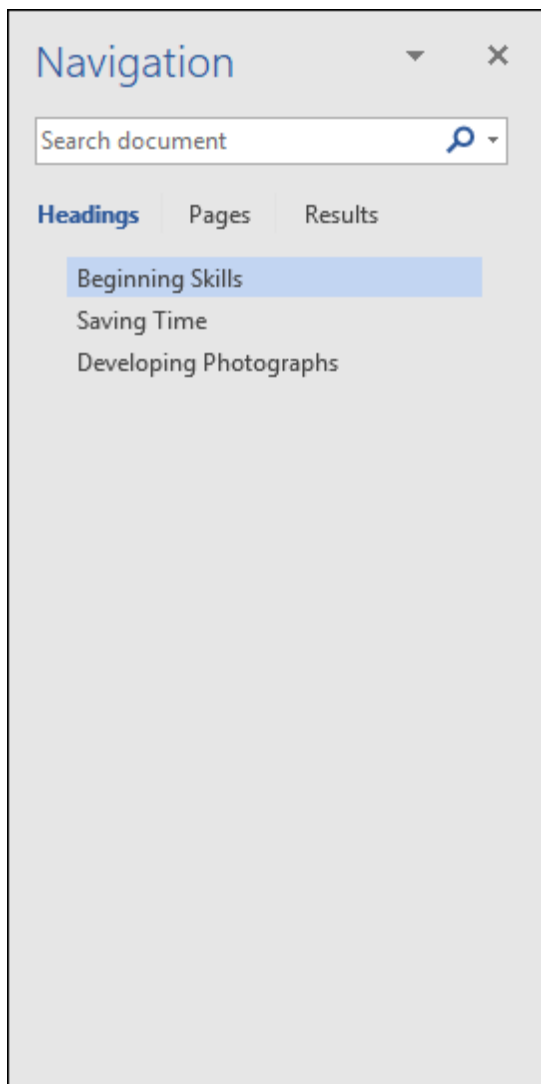 Navigation
Search document
Headings Pages Results
Beginning Skills
Saving Time
Developing Photographs